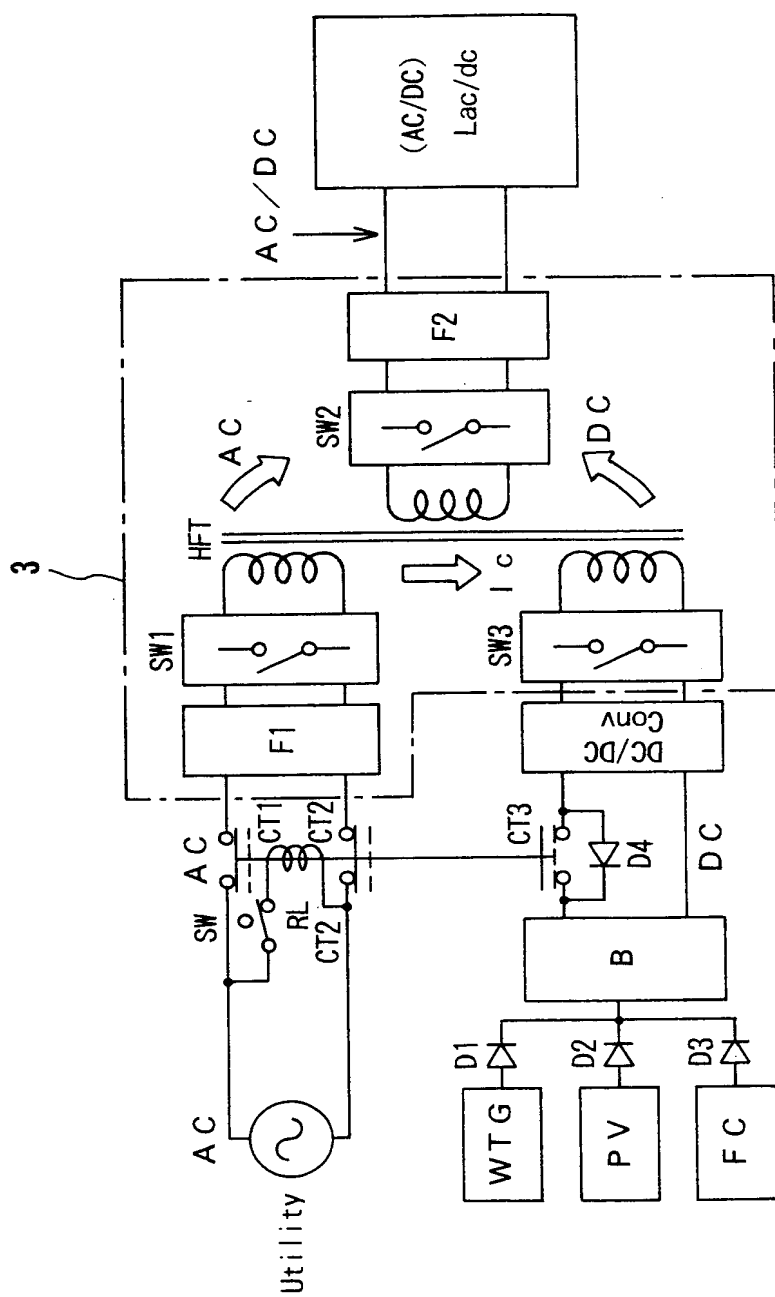 3
AC/DC
(AC/DC)
Lac/dc
F2
SW2
AC
DC
HFT
Ic
SW1
F1
SW3
DC/DC
Conv
AC
CT1
CT2
SW
RL
CT2
CT3
D4
DC
B
AC
Utility
D1
D2
D3
WTG
PV
FC